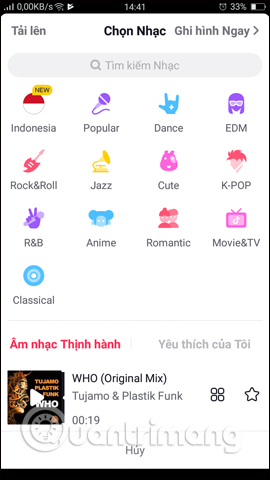 0,00KB/s 14:41 33%
Tải lên Chọn Nhạc Ghi hình Ngay >
Tìm kiếm Nhạc
NEW
Indonesia Popular Dance EDM
Rock&Roll Jazz Cute K-POP
R&B Anime Romantic Movie&TV
Classical
Âm nhạc Thịnh hành Yêu thích của Tôi
TUJAMO
PLASTIK
FUNK
WHO
WHO (Original Mix)
Tujamo & Plastik Funk
00:19
Quantrimang
Hủy